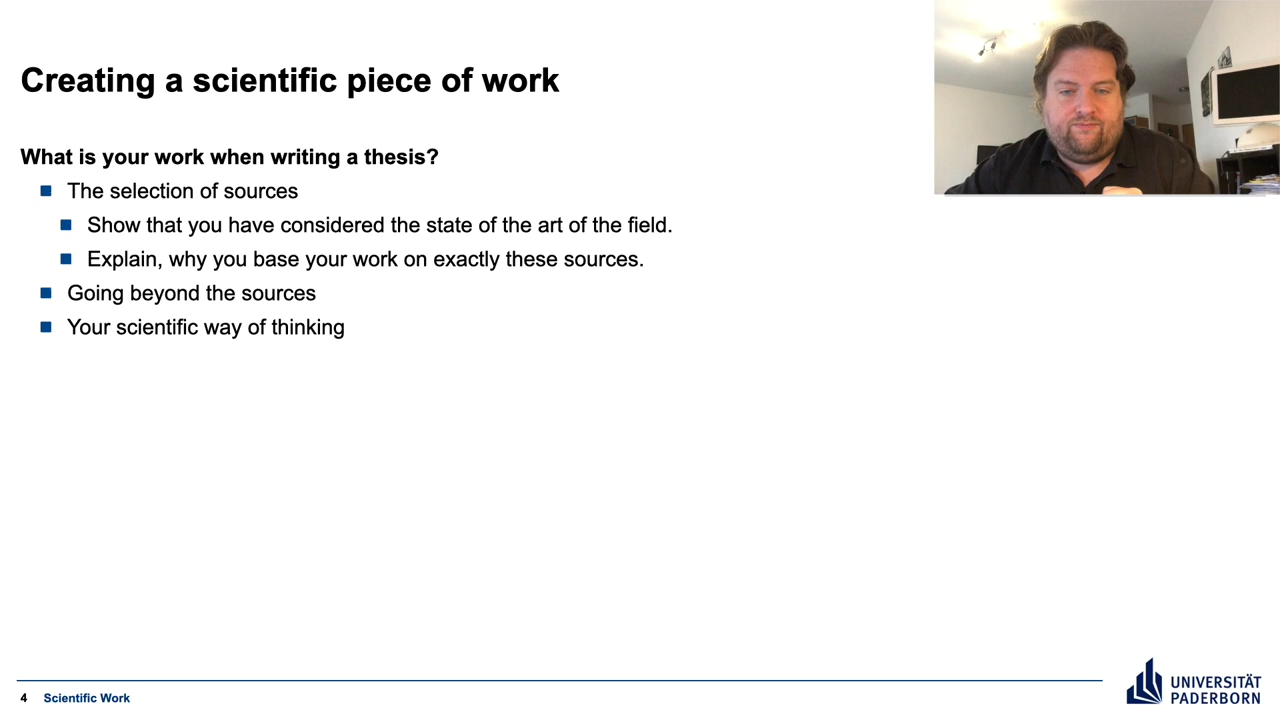 Creating a scientific piece of work
What is your work when writing a thesis?
The selection of sources
Show that you have considered the state of the art of the field.
Explain, why you base your work on exactly these sources.
Going beyond the sources
Your scientific way of thinking
4 Scientific Work
UNIVERSITÄT
PADERBORN